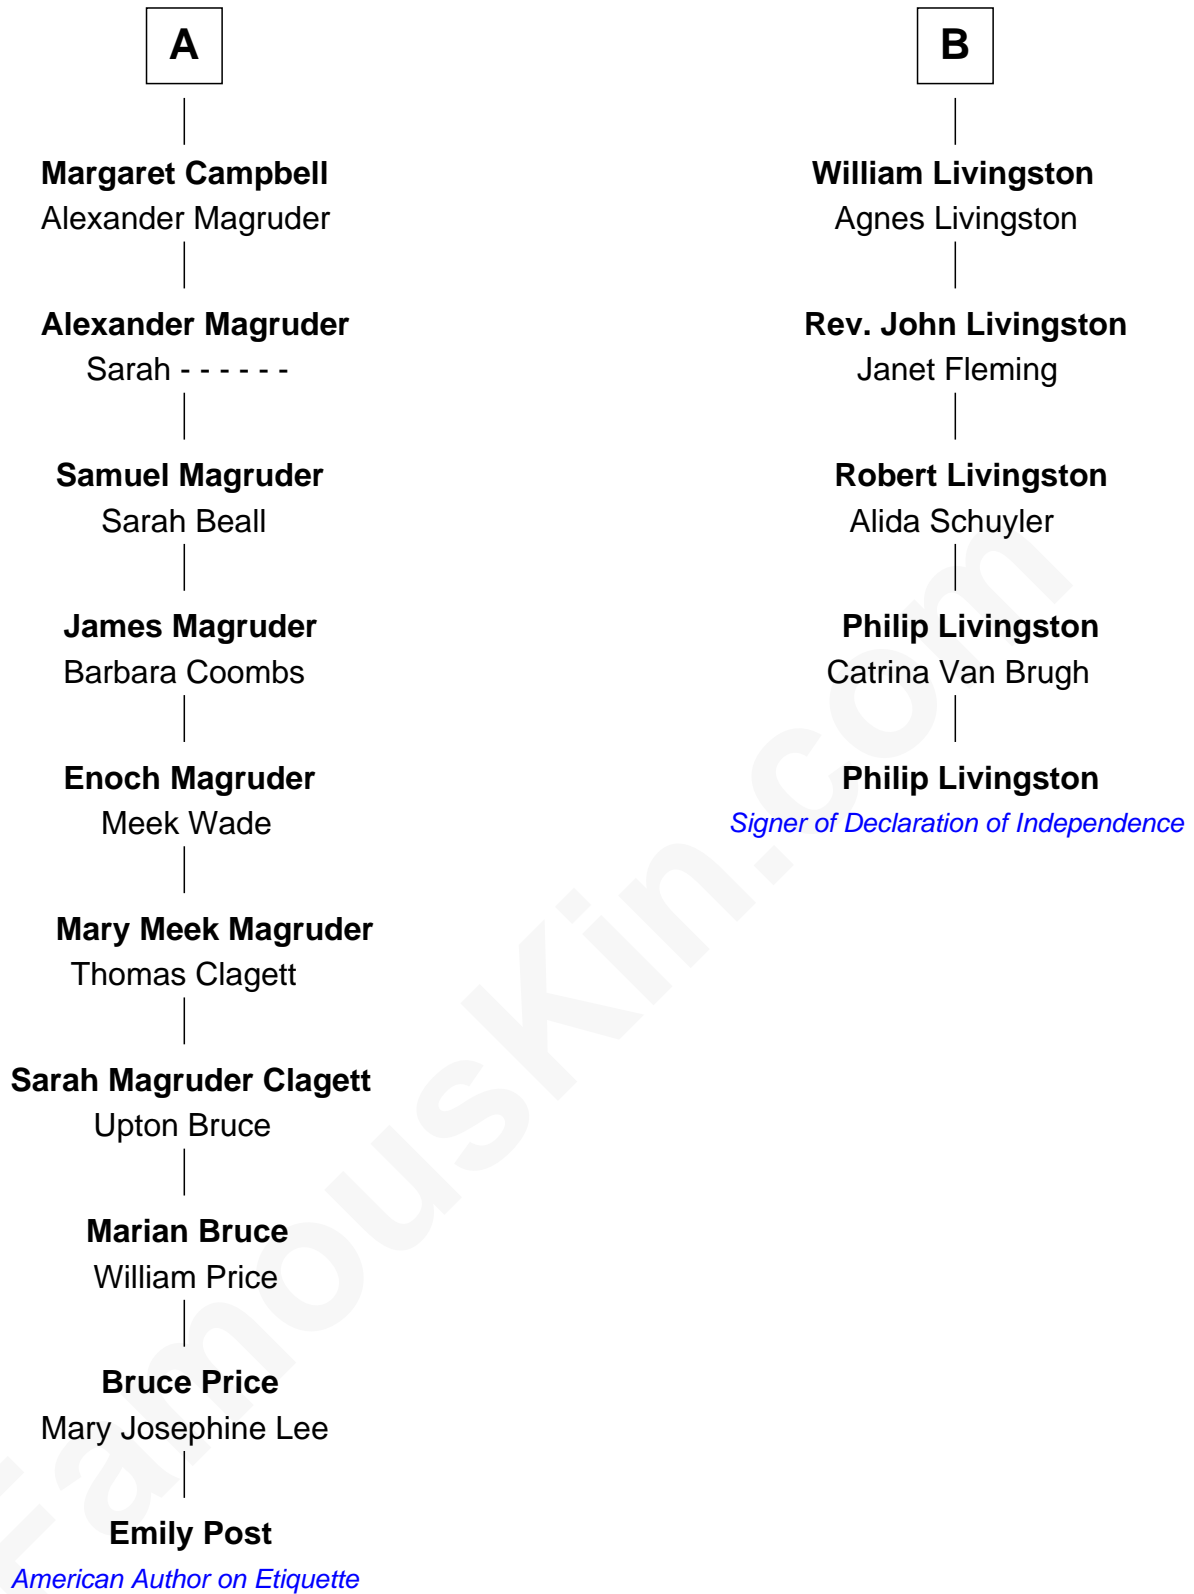 A
Margaret Campbell
Alexander Magruder
Alexander Magruder
Sarah - - - - - -
Samuel Magruder
Sarah Beall
James Magruder
Barbara Coombs
Enoch Magruder
Meek Wade
Mary Meek Magruder
Thomas Clagett
Sarah Magruder Clagett
Upton Bruce
Marian Bruce
William Price
Bruce Price
Mary Josephine Lee
Emily Post
American Author on Etiquette
B
William Livingston
Agnes Livingston
Rev. John Livingston
Janet Fleming
Robert Livingston
Alida Schuyler
Philip Livingston
Catrina Van Brugh
Philip Livingston
Signer of Declaration of Independence
FamousKin.com